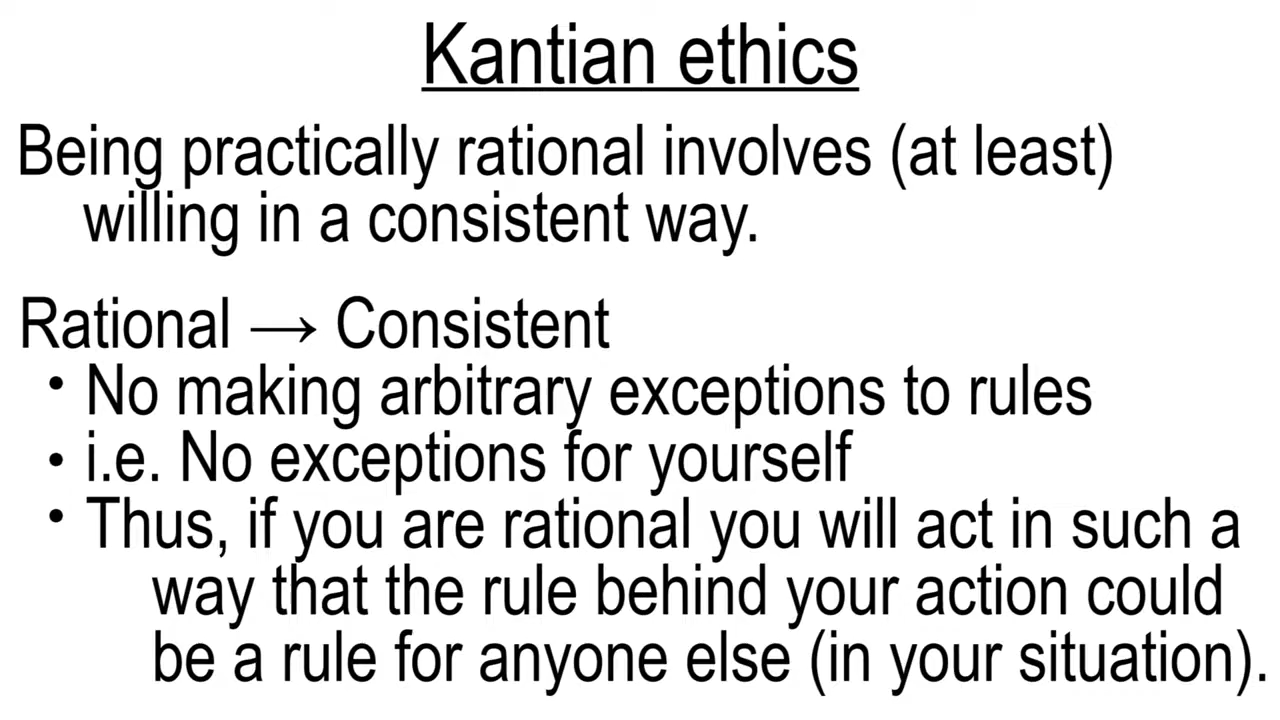 Kantian ethics
Being practically rational involves (at least)
willing in a consistent way.
Rational → Consistent
• No making arbitrary exceptions to rules
• i.e. No exceptions for yourself
• Thus, if you are rational you will act in such a
way that the rule behind your action could
be a rule for anyone else (in your situation).